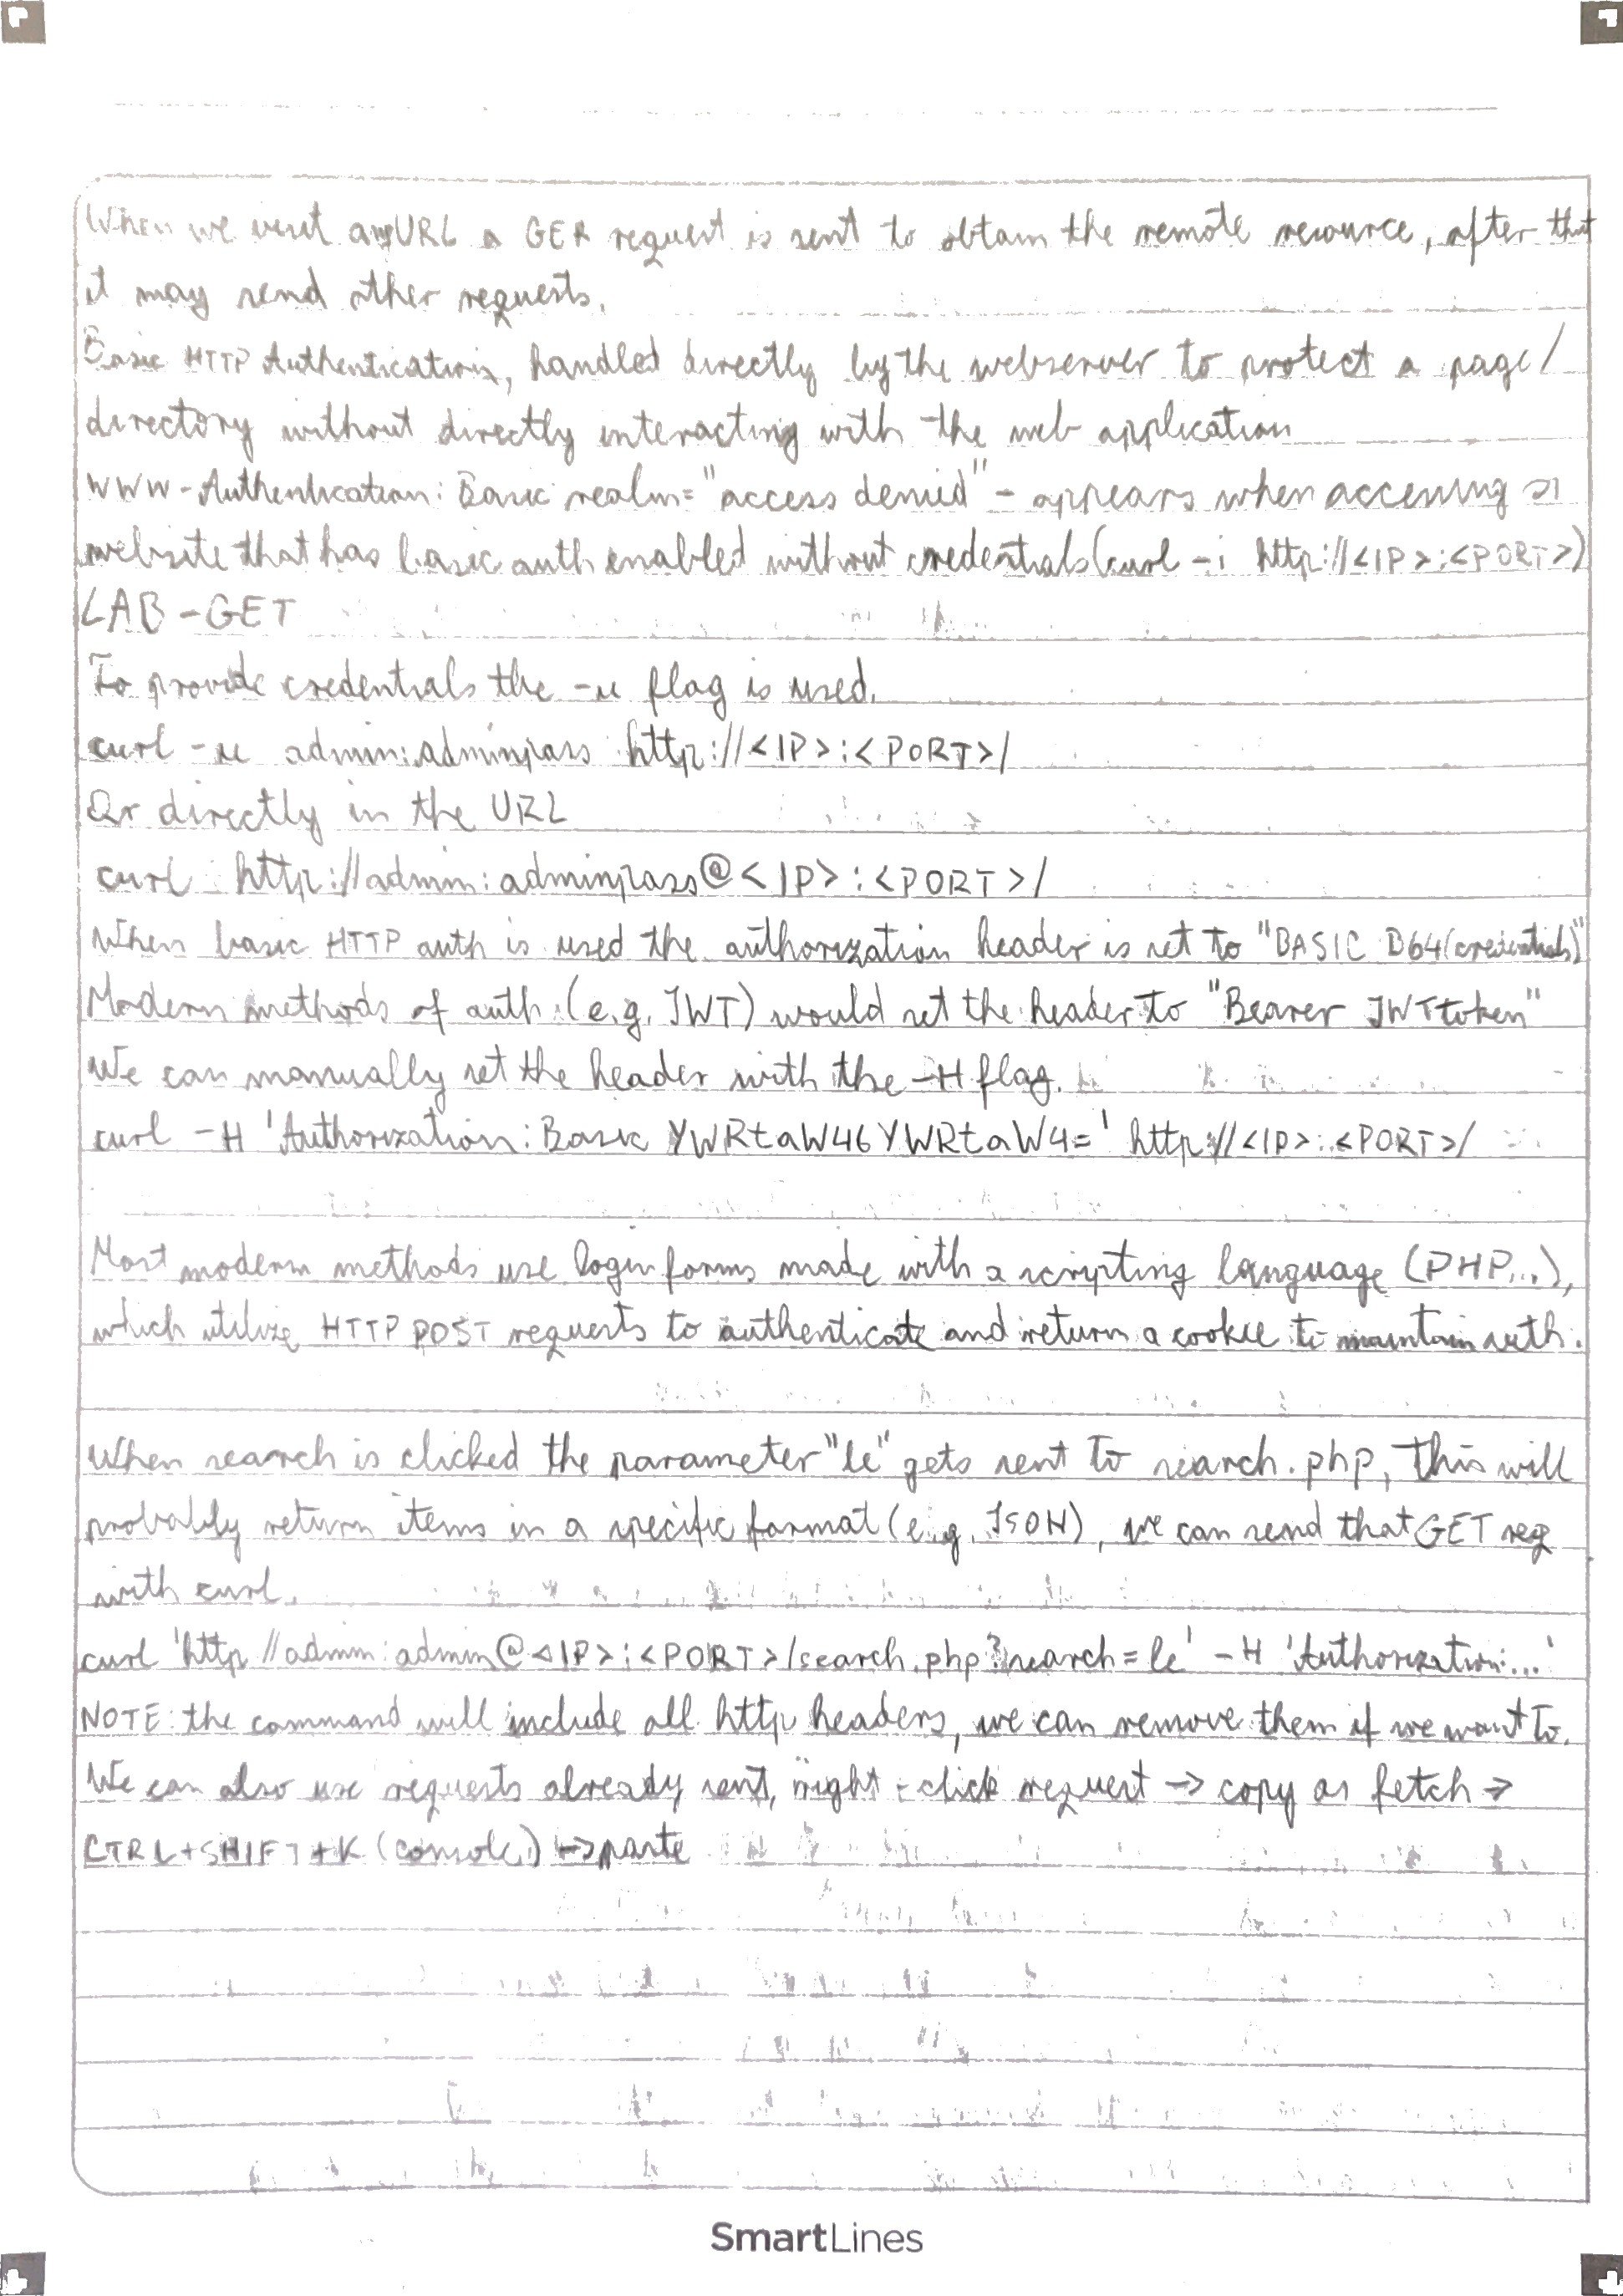 When we visit any URL a GER request is sent to obtain the remote resource, after that
it may send other requests.
Basic HTTP Authentication, handled directly by the webserver to protect a page/
directory without directly interacting with the web application
WWW-Authentication: Basic realm="access denied" - appears when accessing a
website that has basic auth enabled without credentials (curl -i http://<IP>:<PORT>)
LAB-GET
To provide credentials the -u flag is used.
curl -u admin:adminpass http://<IP>:<PORT>/
Or directly in the URL
curl http://admin:adminpass@<IP>:<PORT>/
When basic HTTP auth is used the authorization header is set to "BASIC B64(credentials)"
Modern methods of auth. (e.g. JWT) would set the header to "Bearer JWT token"
We can manually set the header with the -H flag.
curl -H 'Authorization: Basic YWRtaW46YWRtaW4=' http://<IP>:<PORT>/
Most modern methods use login forms made with a scripting language (PHP...),
which utilize HTTP POST requests to authenticate and return a cookie to maintain auth.
When search is clicked the parameter "le" gets sent to search.php, this will
probably return items in a specific format (e.g. JSON), we can send that GET req
with curl.
curl 'http://admin:admin@<IP>:<PORT>/search.php?search=le' -H 'Authorization:...'
NOTE: the command will include all http headers, we can remove them if we want to.
We can also use requests already sent, right-click request -> copy as fetch ->
CTRL+SHIFT+K (console) -> paste
SmartLines